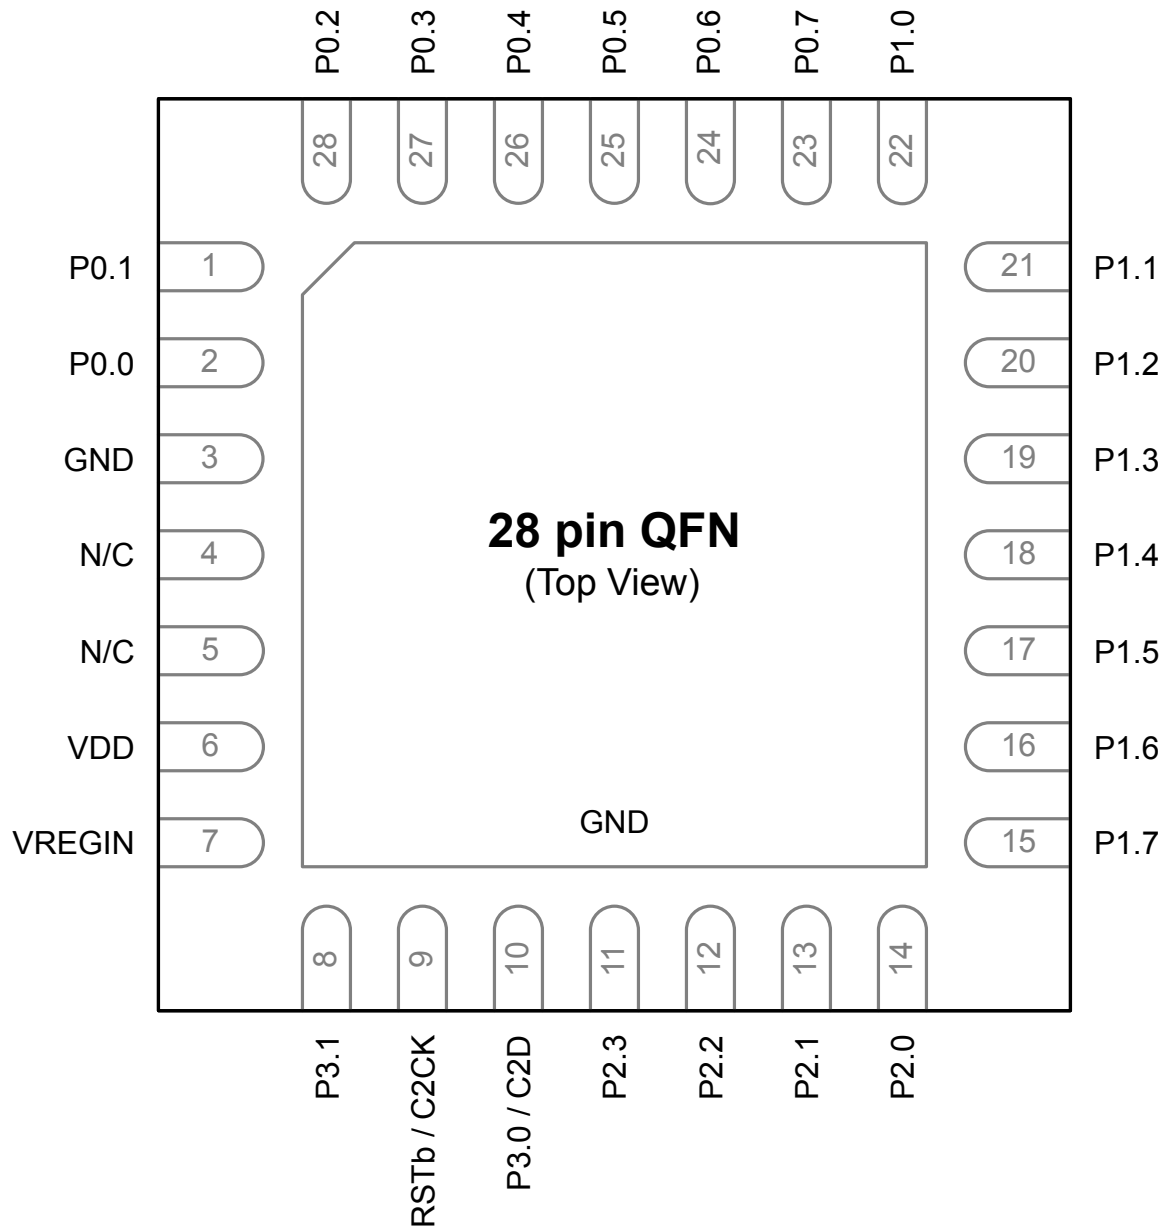 P0.2
P0.3
P0.4
P0.5
P0.6
P0.7
P1.0
28
27
26
25
24
23
22
P0.1 1
21 P1.1
P0.0 2
20 P1.2
GND 3
19 P1.3
28 pin QFN
(Top View)
N/C 4
18 P1.4
N/C 5
17 P1.5
VDD 6
16 P1.6
VREGIN 7
15 P1.7
GND
8
9
10
11
12
13
14
P3.1
RSTb / C2CK
P3.0 / C2D
P2.3
P2.2
P2.1
P2.0